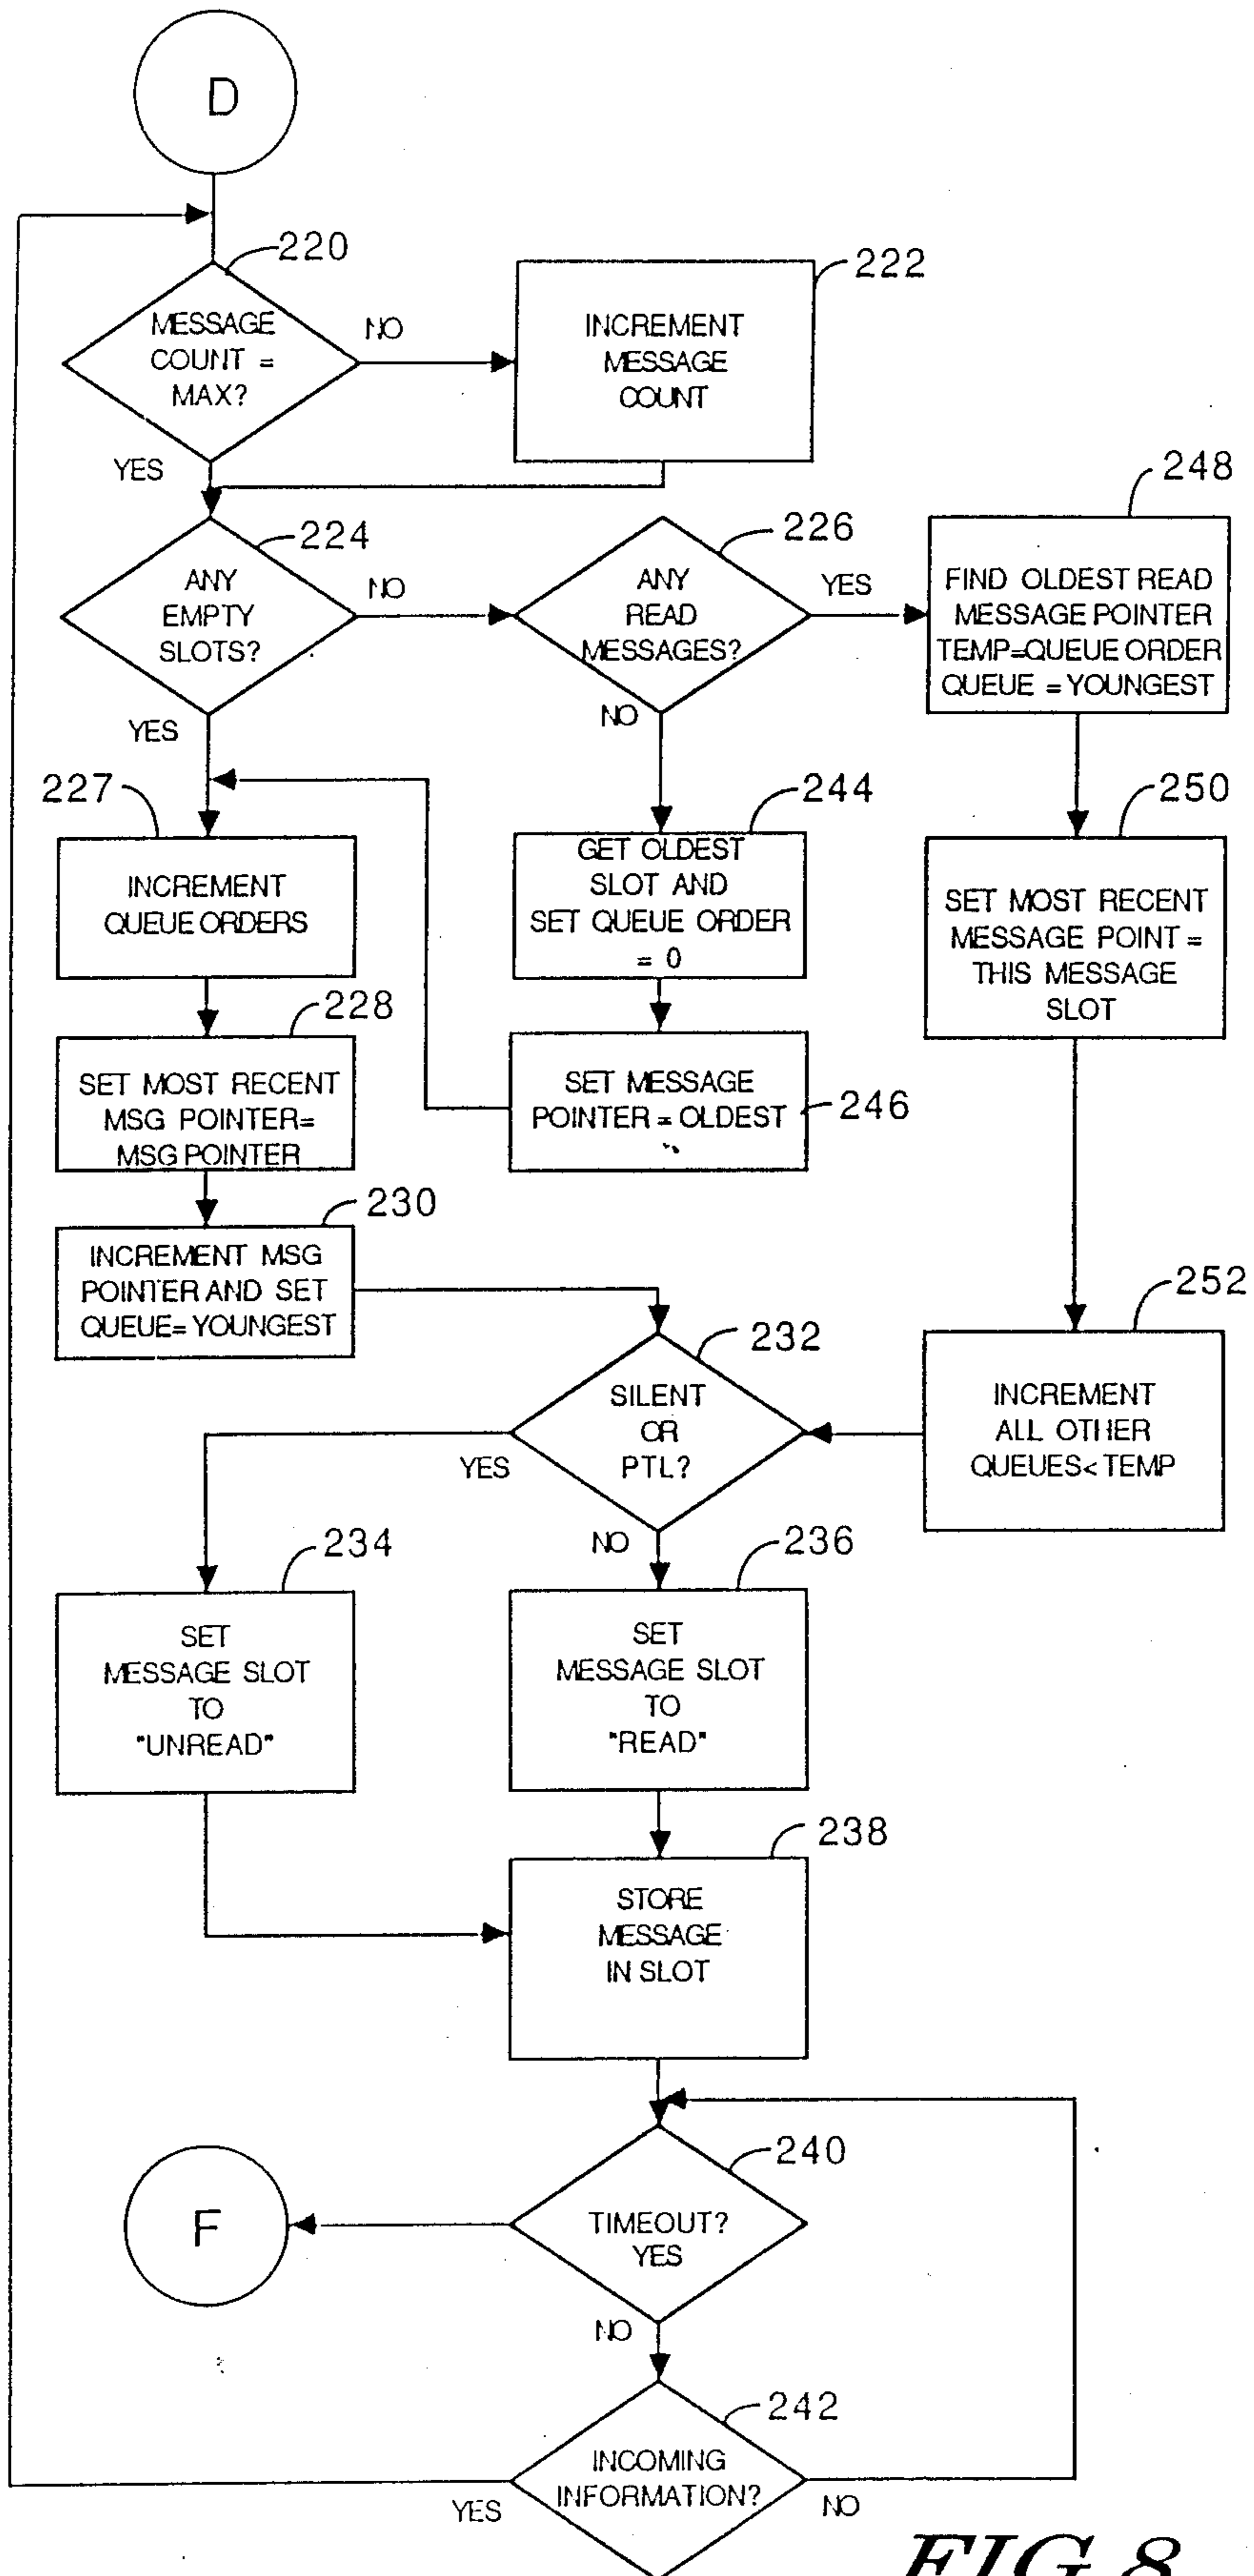 D
220
MESSAGE
COUNT =
MAX?
NO
222
INCREMENT
MESSAGE
COUNT
YES
224
ANY
EMPTY
SLOTS?
NO
226
ANY
READ
MESSAGES?
YES
248
FIND OLDEST READ
MESSAGE POINTER
TEMP=QUEUE ORDER
QUEUE = YOUNGEST
YES
NO
227
INCREMENT
QUEUE ORDERS
244
GET OLDEST
SLOT AND
SET QUEUE ORDER
= 0
250
SET MOST RECENT
MESSAGE POINT =
THIS MESSAGE
SLOT
228
SET MOST RECENT
MSG POINTER=
MSG POINTER
SET MESSAGE
POINTER = OLDEST
246
230
INCREMENT MSG
POINTER AND SET
QUEUE= YOUNGEST
232
SILENT
OR
PTL?
YES
NO
252
INCREMENT
ALL OTHER
QUEUES< TEMP
234
SET
MESSAGE SLOT
TO
"UNREAD"
236
SET
MESSAGE SLOT
TO
"READ"
238
STORE
MESSAGE
IN SLOT
F
240
TIMEOUT?
YES
NO
242
INCOMING
INFORMATION?
YES
NO
FIG.8